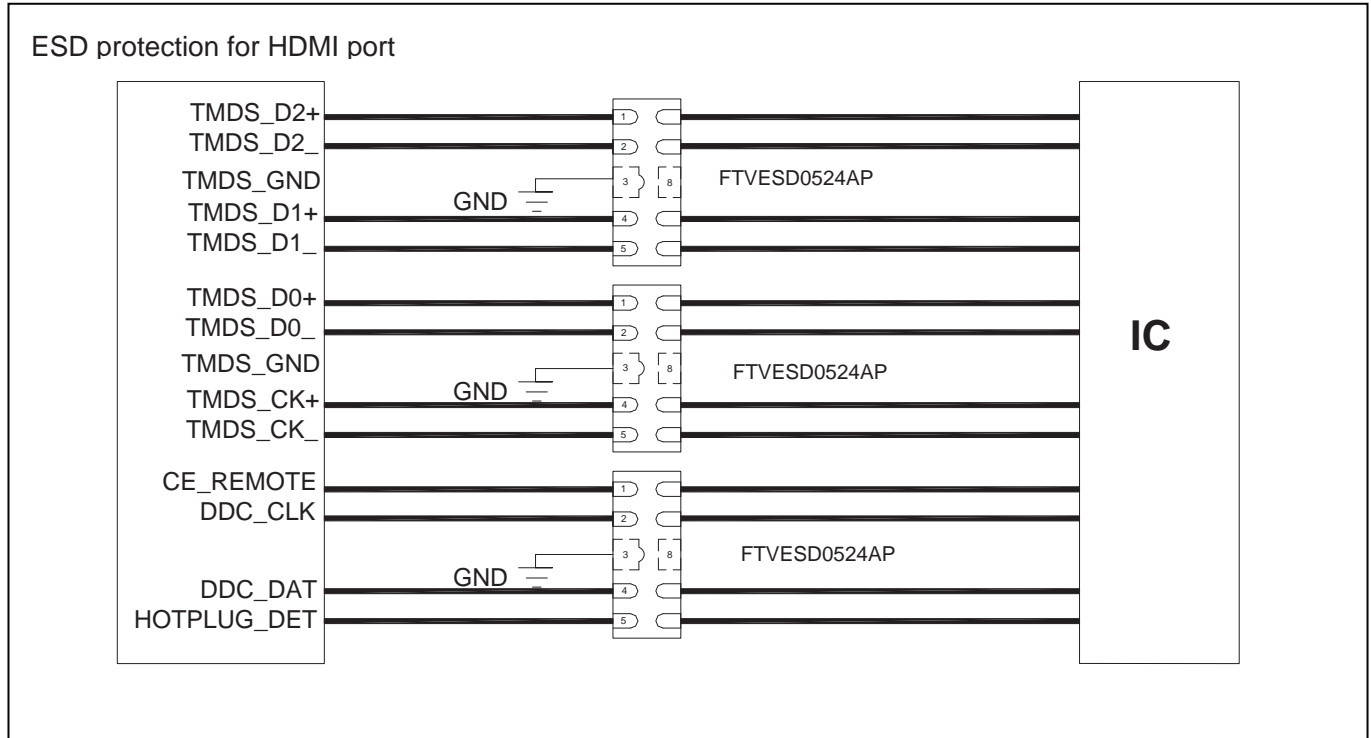 ESD protection for HDMI port
TMDS_D2+
1
TMDS_D2_
2
TMDS_GND
GND
3
8
FTVESD0524AP
TMDS_D1+
4
TMDS_D1_
5
TMDS_D0+
1
TMDS_D0_
2
TMDS_GND
GND
3
8
FTVESD0524AP
TMDS_CK+
4
TMDS_CK_
5
CE_REMOTE
1
DDC_CLK
2
GND
3
8
FTVESD0524AP
DDC_DAT
4
HOTPLUG_DET
5
IC